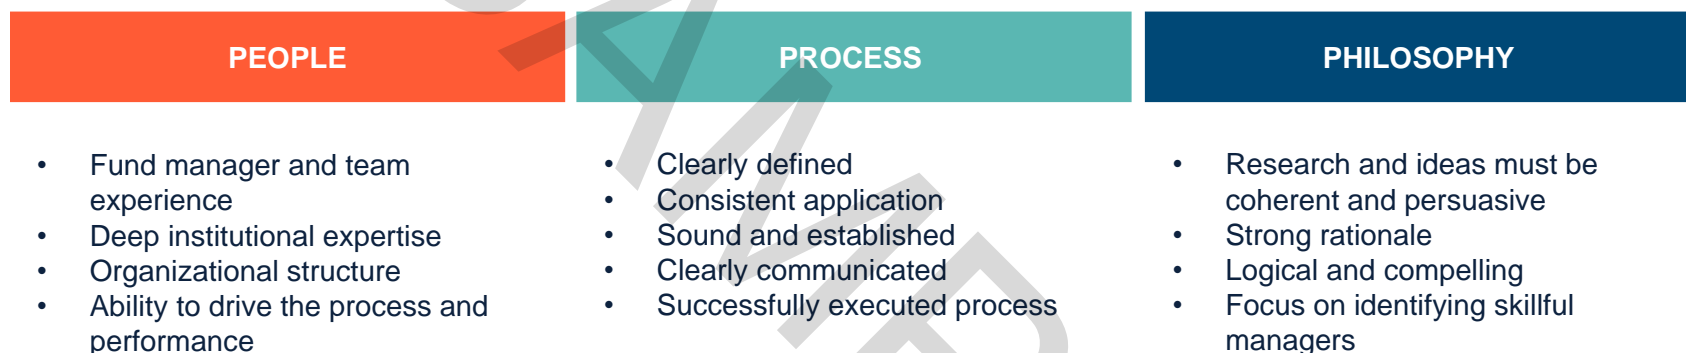 PEOPLE
• Fund manager and team
experience
• Deep institutional expertise
• Organizational structure
• Ability to drive the process and
performance
PROCESS
• Clearly defined
• Consistent application
• Sound and established
• Clearly communicated
• Successfully executed process
PHILOSOPHY
• Research and ideas must be
coherent and persuasive
• Strong rationale
• Logical and compelling
• Focus on identifying skillful
managers